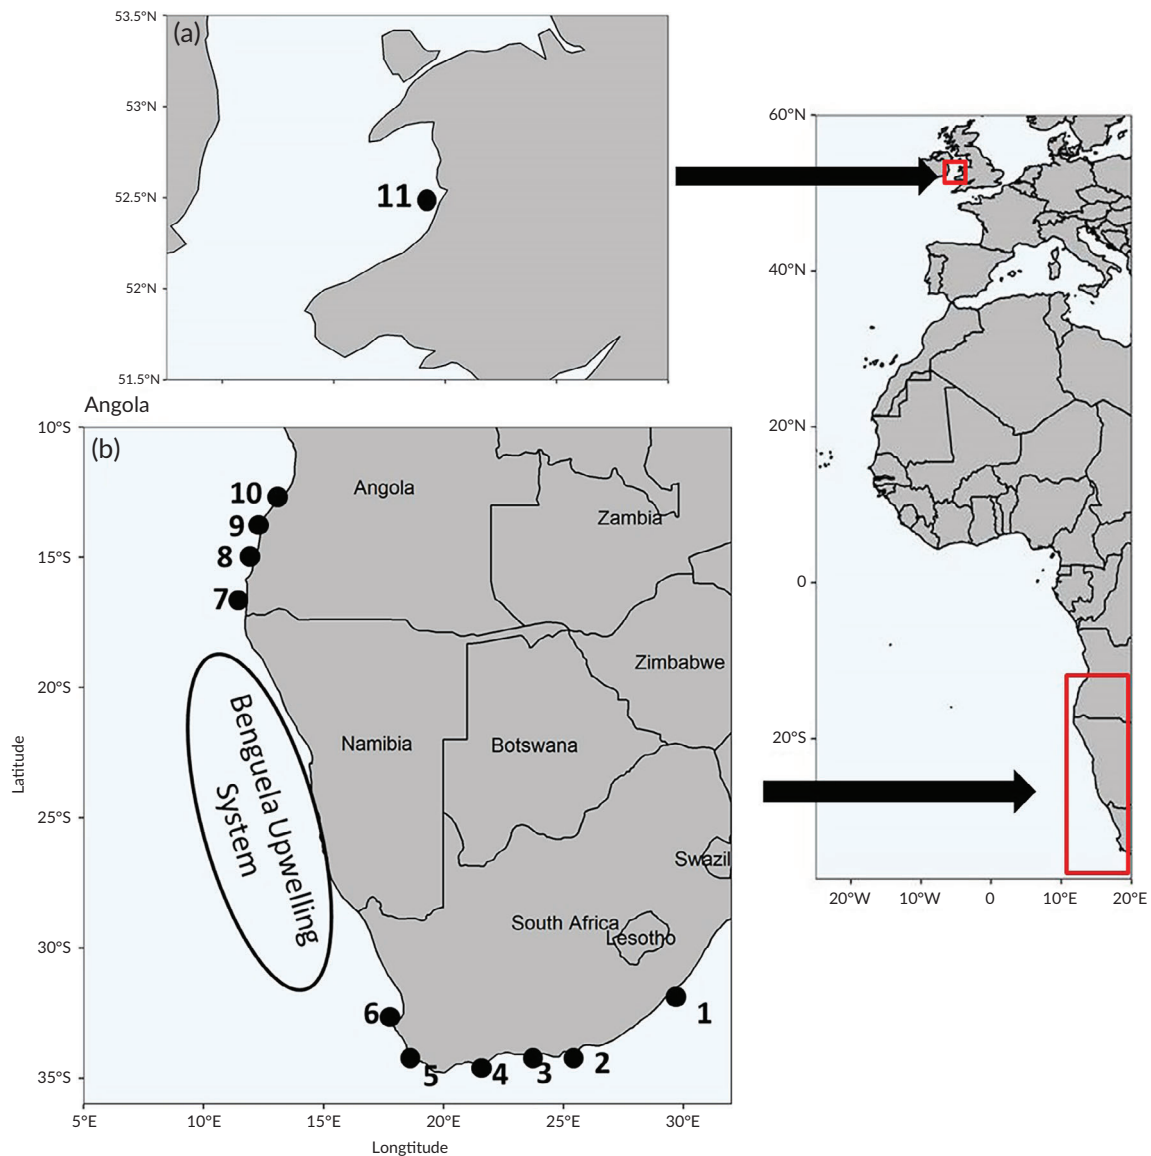 53.5°N
(a)
53°N
11
52.5°N
52°N
51.5°N
60°N
40°N
20°N
0
20°S
20°W
10°W
0
10°E
20°E
Angola
10°S
(b)
Angola
Zambia
10
9
15°S
8
7
Zimbabwe
20°S
Namibia
Botswana
Benguela Upwelling
System
Latitude
25°S
Swazil
South Africa
Lesotho
30°S
6
1
5
4
3
2
35°S
5°E
10°E
15°E
20°E
25°E
30°E
Longtitude